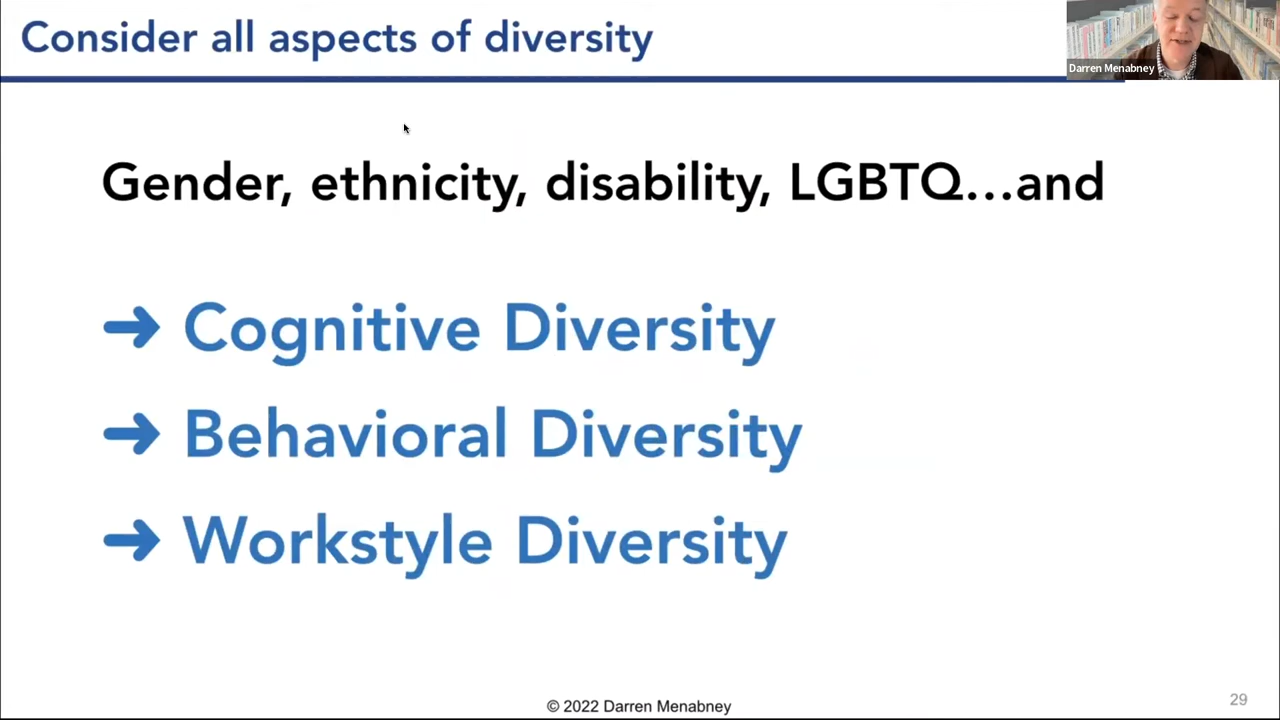 Consider all aspects of diversity
Darren Menabney
Gender, ethnicity, disability, LGBTQ...and
➜ Cognitive Diversity
➜ Behavioral Diversity
➜ Workstyle Diversity
© 2022 Darren Menabney
29